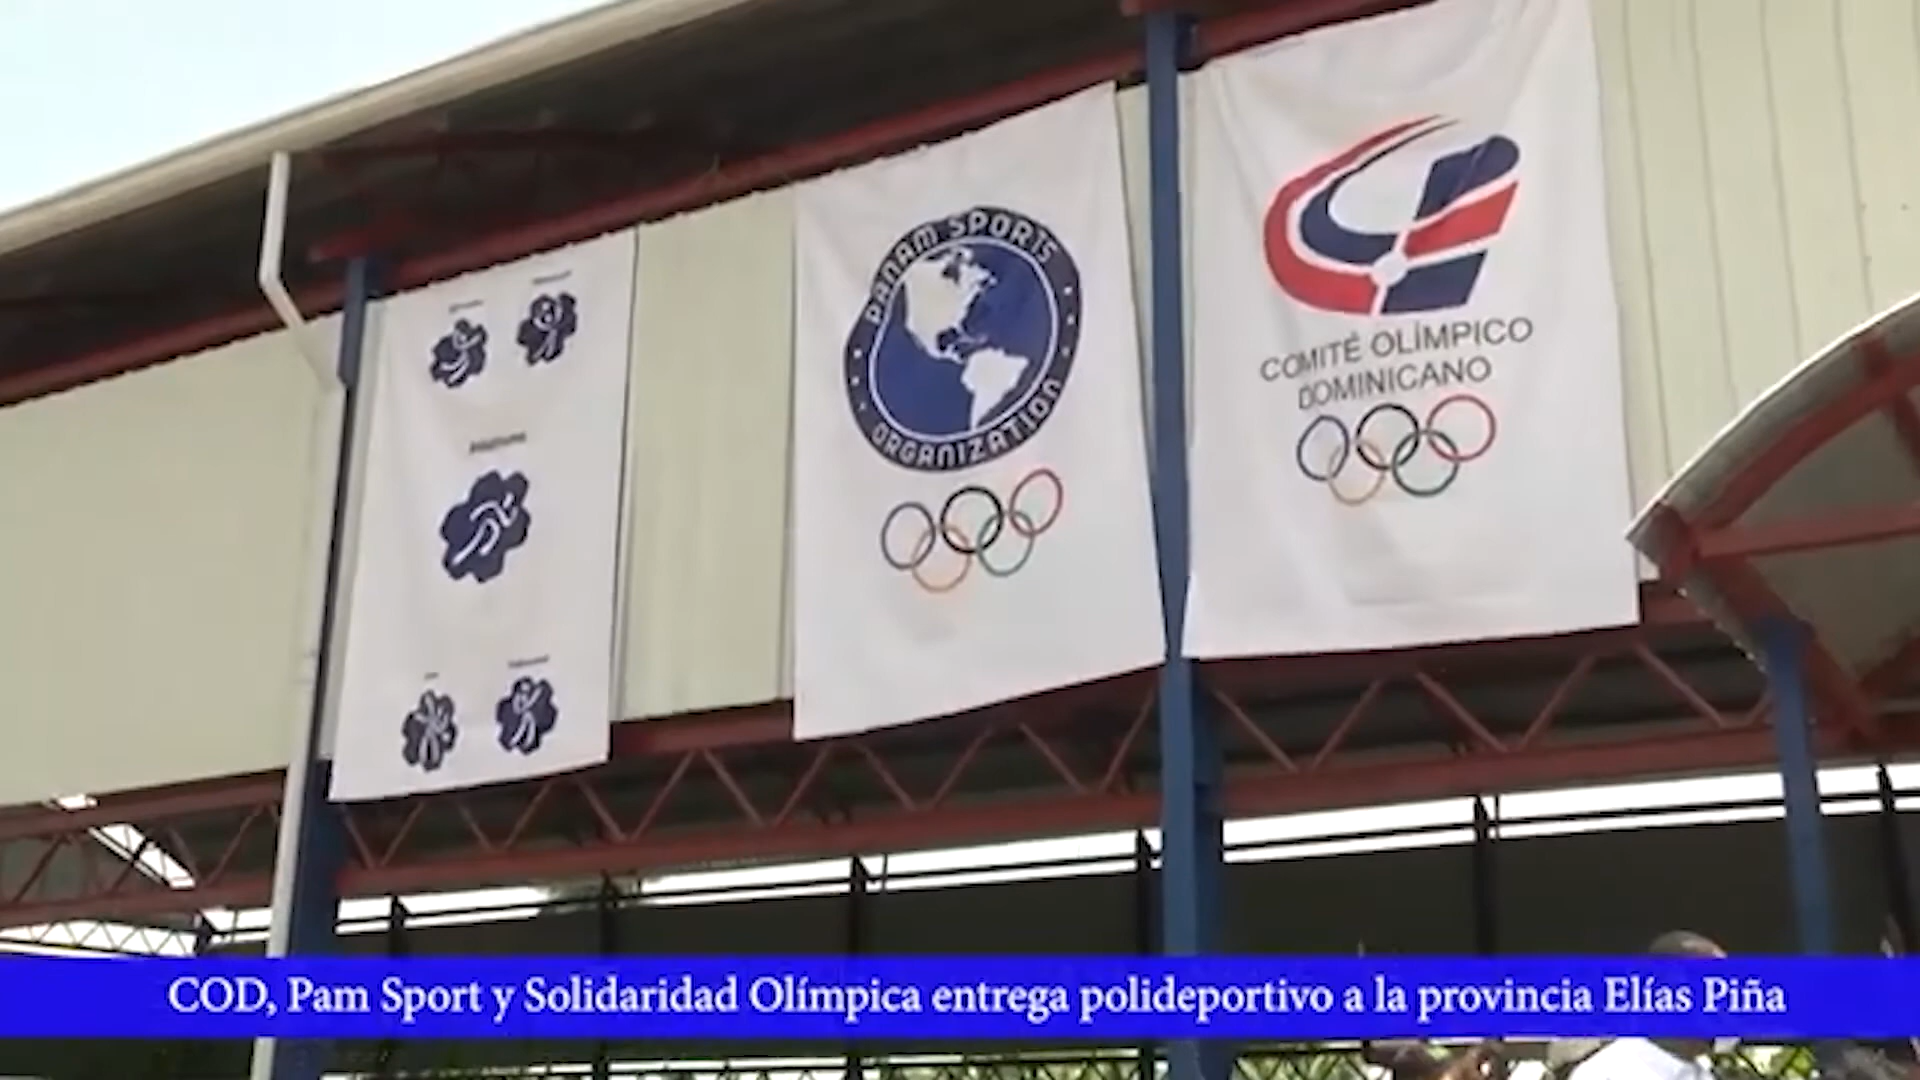 PANAM SPORTS
ORGANIZATION
COMITÉ OLÍMPICO
DOMINICANO
COD, Pam Sport y Solidaridad Olímpica entrega polideportivo a la provincia Elías Piña